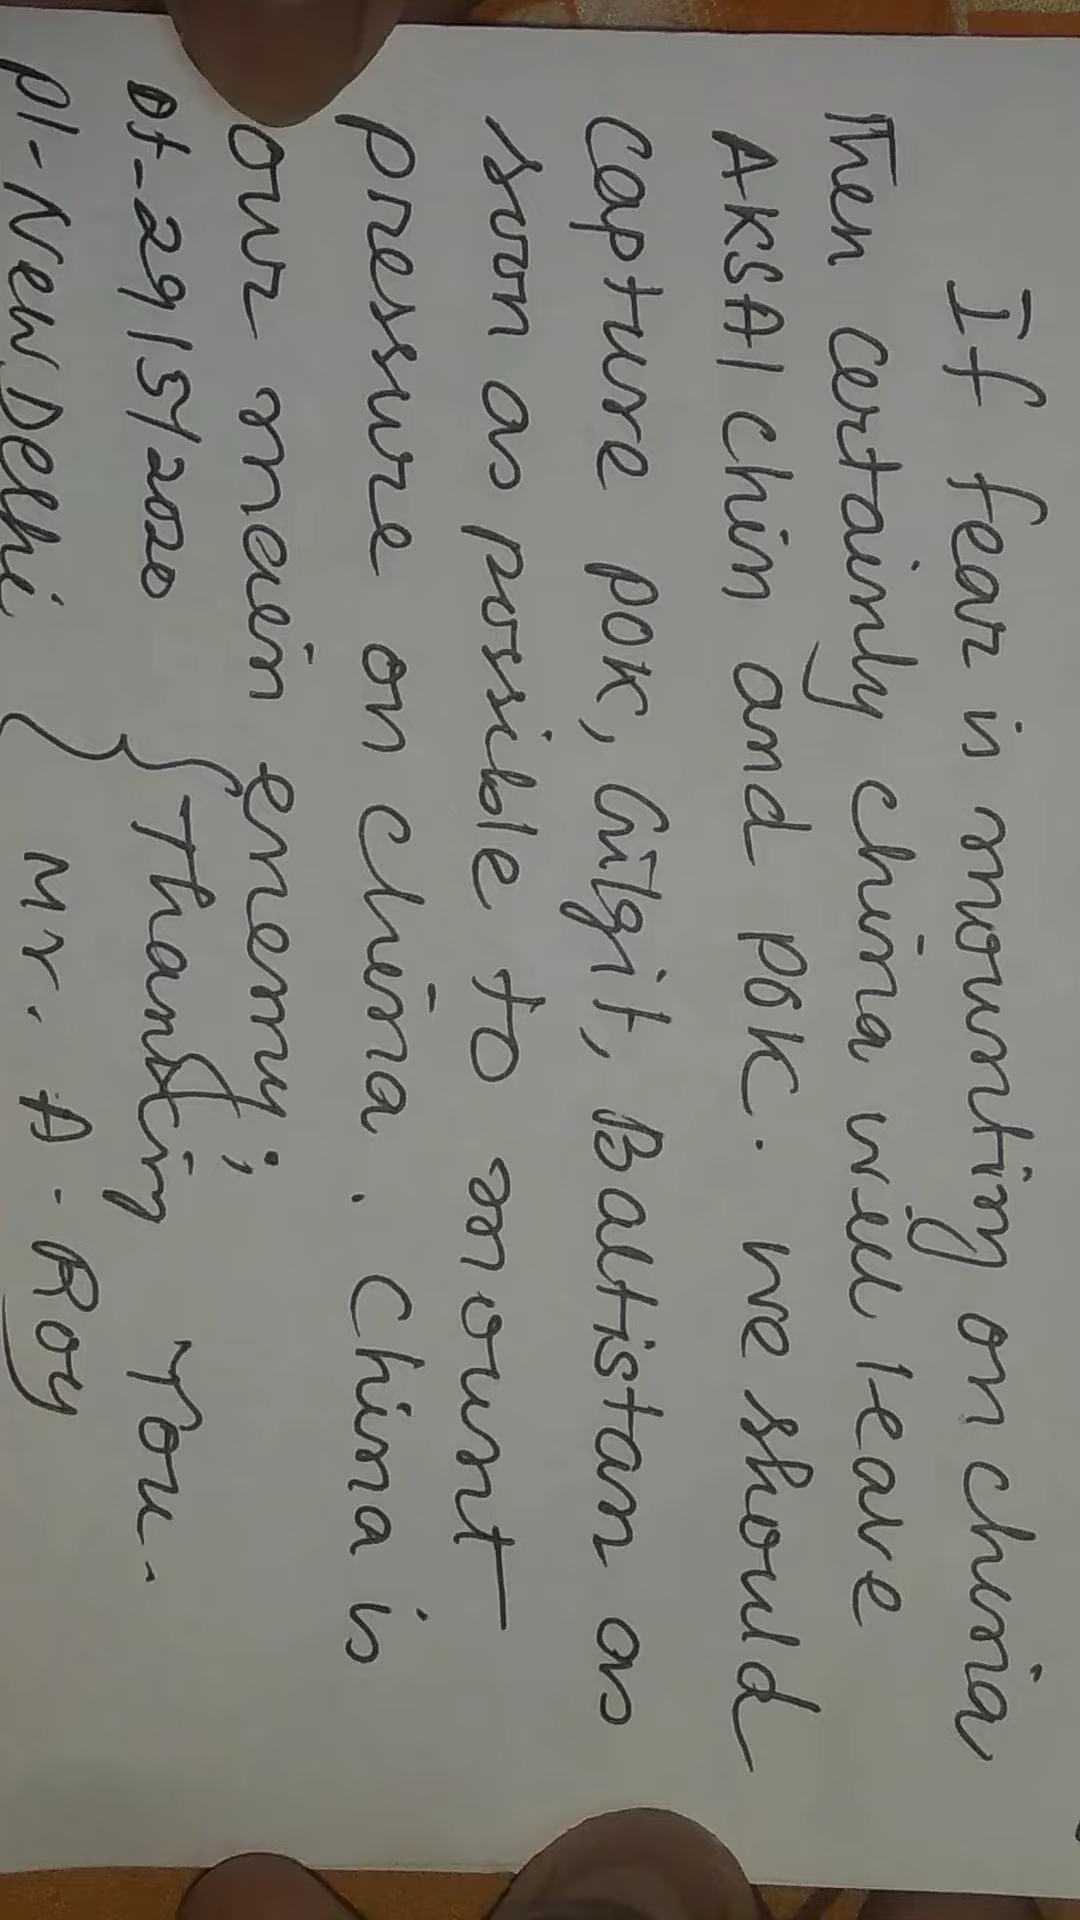 If fear is mounting on china
Then certainly china will leave
AKSAI chin and POK. we should
capture POK, Gilgit, Baltistan as
soon as possible to mount
pressure on china. China is
our main enemy;
Dt-29/5/2020 } Thanking You.
Pl-New Delhi } Mr. A. Roy